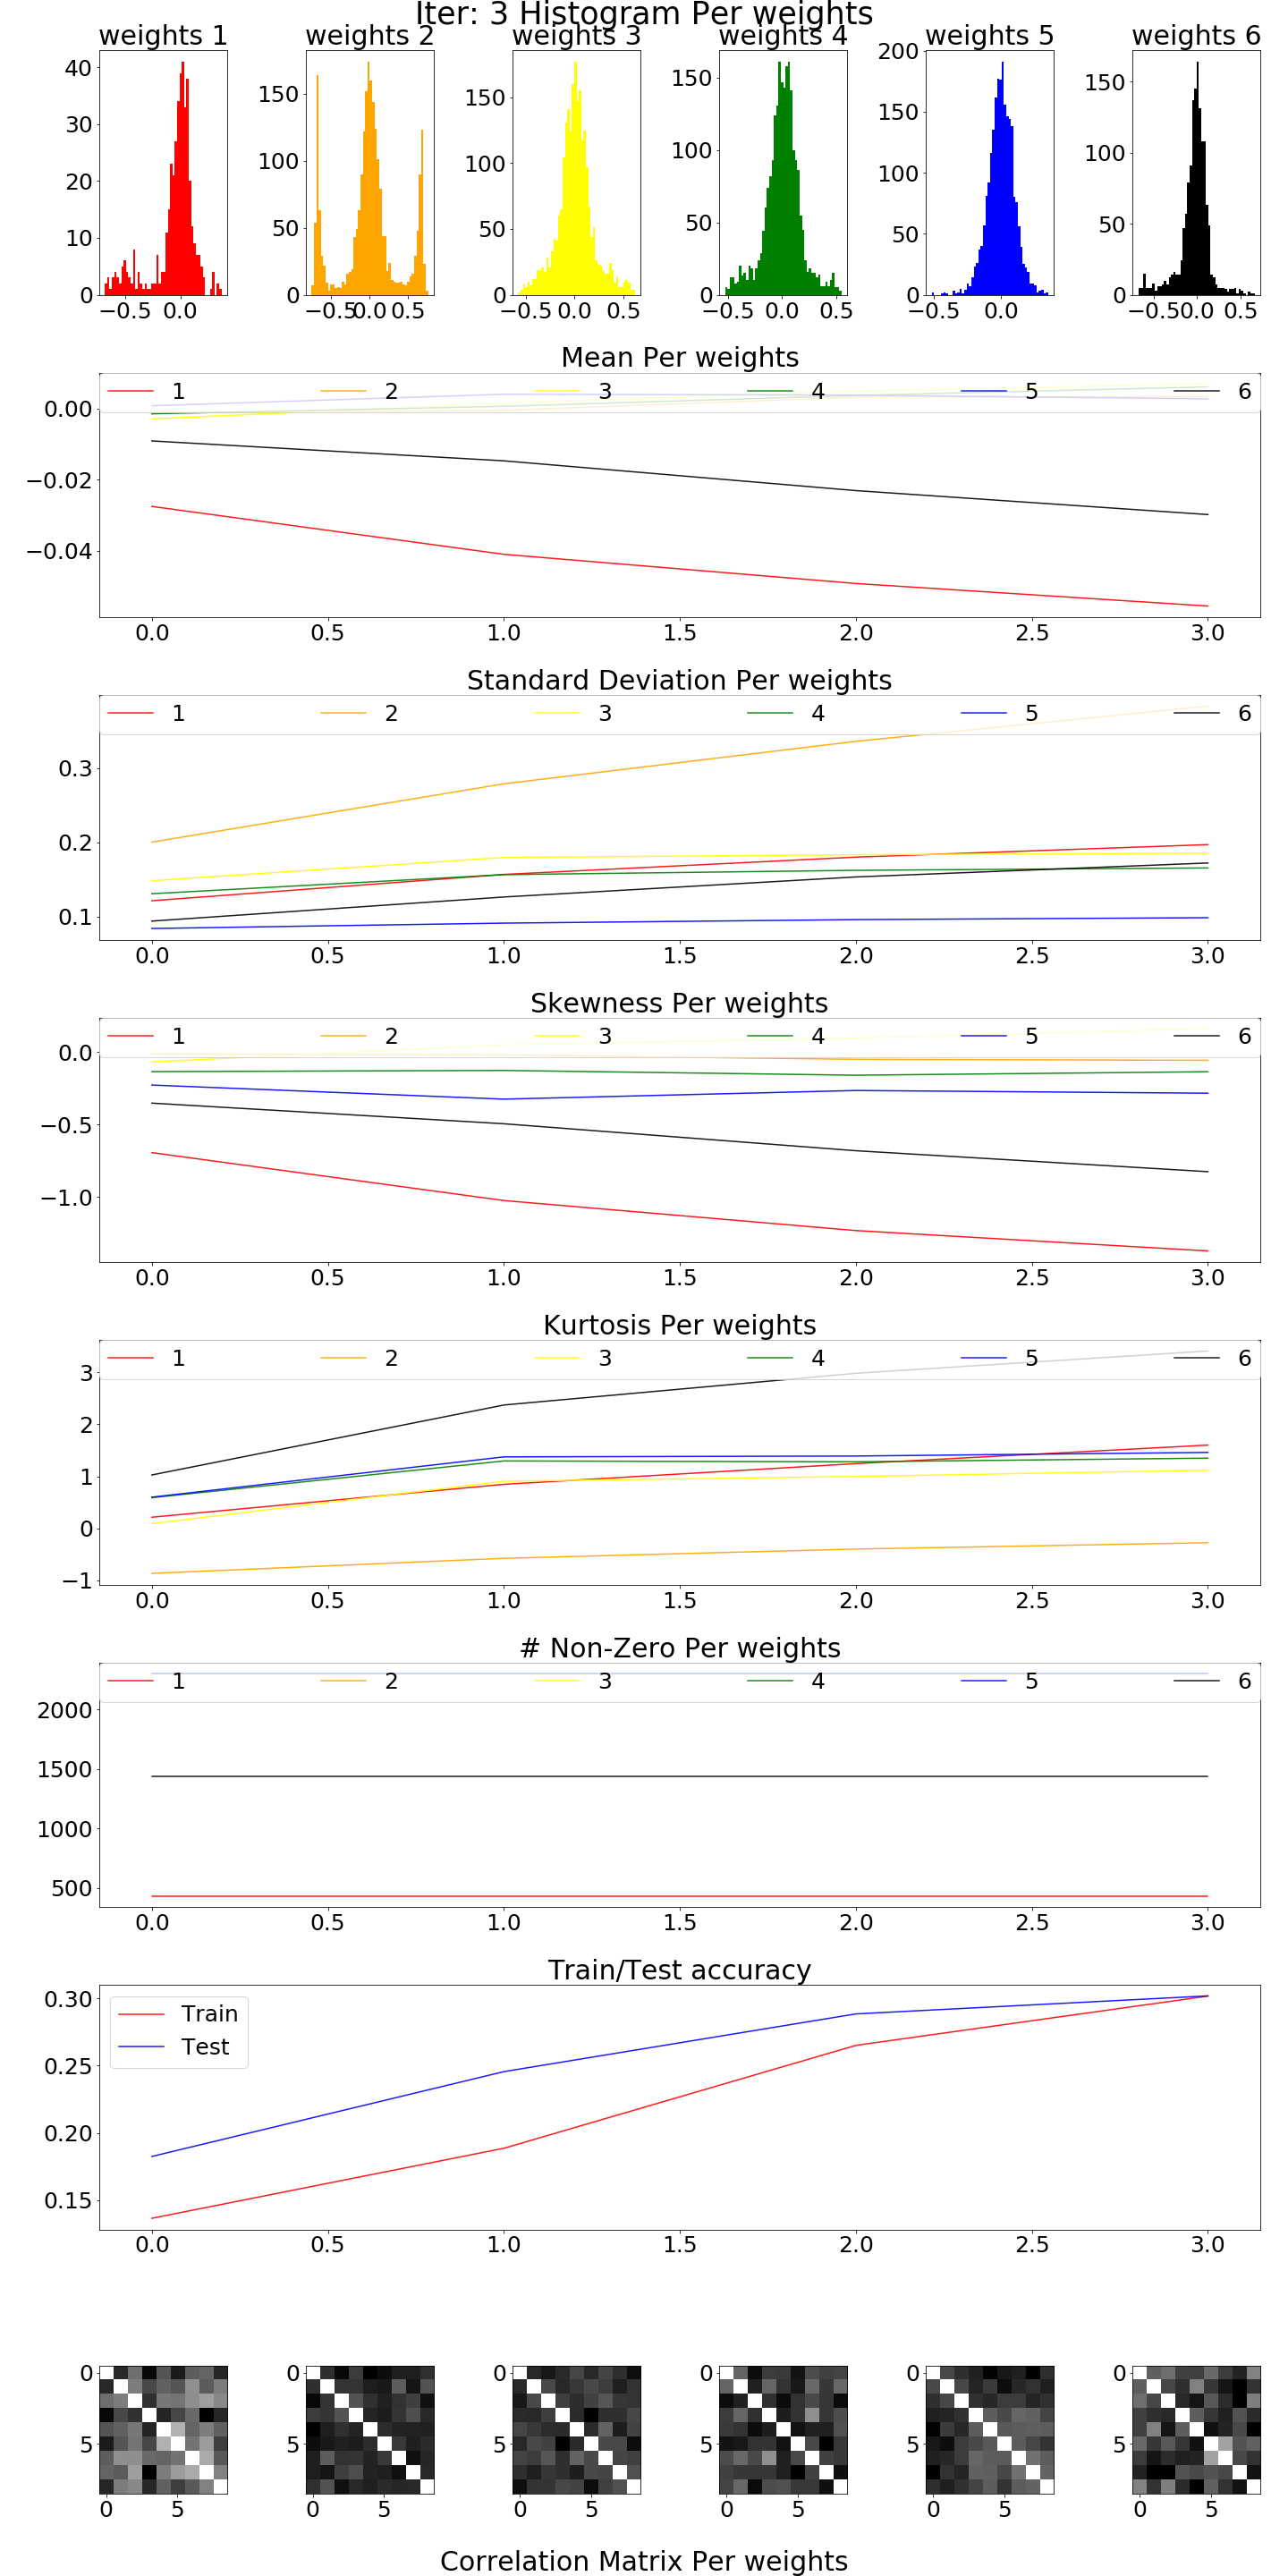 Iter: 3 Histogram Per weights
weights 1 weights 2 weights 3 weights 4 weights 5 weights 6
40
30
20
10
0
−0.5 0.0
150
100
50
0
−0.5 0.0 0.5
150
100
50
0
−0.5 0.0 0.5
150
100
50
0
−0.5 0.0 0.5
200
150
100
50
0
−0.5 0.0
150
100
50
0
−0.5 0.0 0.5
Mean Per weights
1 2 3 4 5 6
0.00
−0.02
−0.04
0.0 0.5 1.0 1.5 2.0 2.5 3.0
Standard Deviation Per weights
1 2 3 4 5 6
0.3
0.2
0.1
0.0 0.5 1.0 1.5 2.0 2.5 3.0
Skewness Per weights
1 2 3 4 5 6
0.0
−0.5
−1.0
0.0 0.5 1.0 1.5 2.0 2.5 3.0
Kurtosis Per weights
1 2 3 4 5 6
3
2
1
0
−1
0.0 0.5 1.0 1.5 2.0 2.5 3.0
# Non-Zero Per weights
1 2 3 4 5 6
2000
1500
1000
500
0.0 0.5 1.0 1.5 2.0 2.5 3.0
Train/Test accuracy
Train
Test
0.30
0.25
0.20
0.15
0.0 0.5 1.0 1.5 2.0 2.5 3.0
0 0 0 0 0 0
5 5 5 5 5 5
0 5 0 5 0 5 0 5 0 5 0 5
Correlation Matrix Per weights